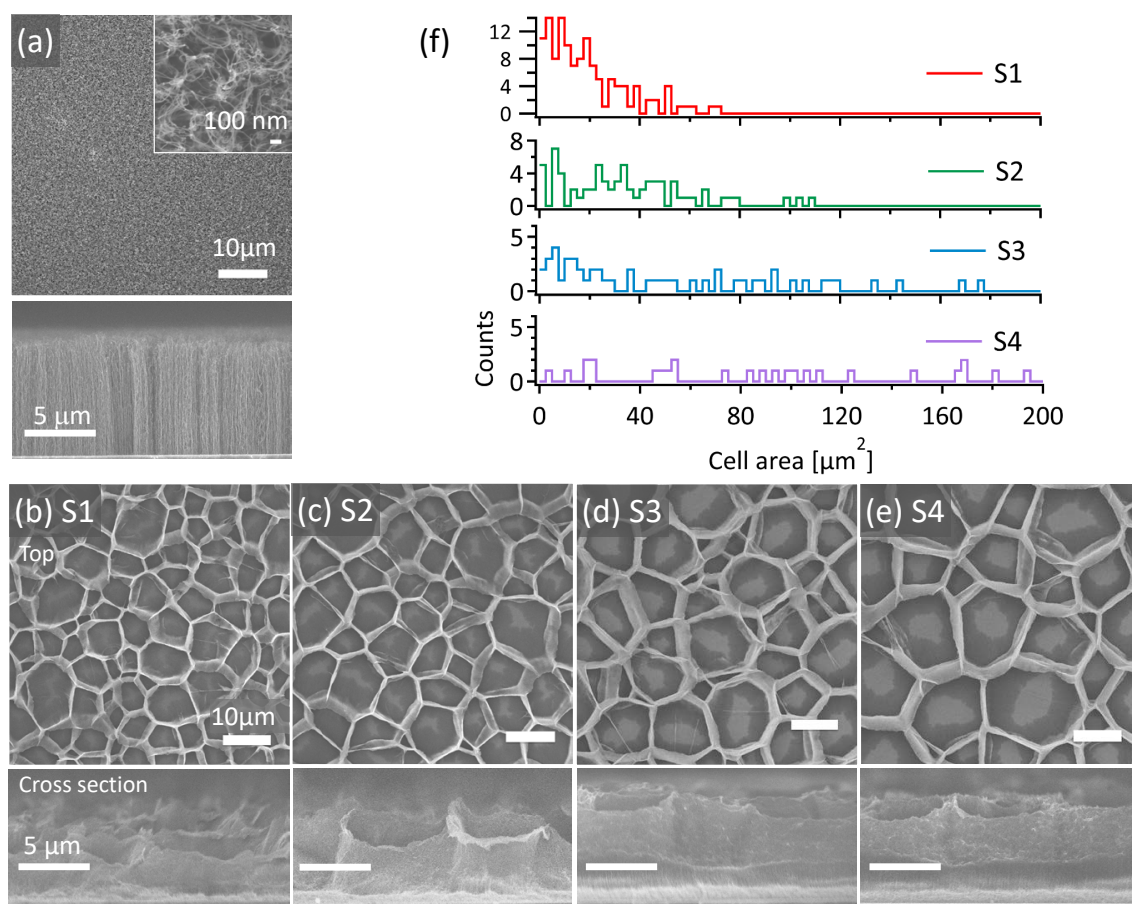 (a)
100 nm
10μm
5 μm
(f)
12
8
4
0
S1
8
4
0
S2
5
0
S3
5
0
S4
Counts
0
40
80
120
160
200
Cell area [μm²]
(b) S1
Top
10μm
(c) S2
(d) S3
(e) S4
Cross section
5 μm